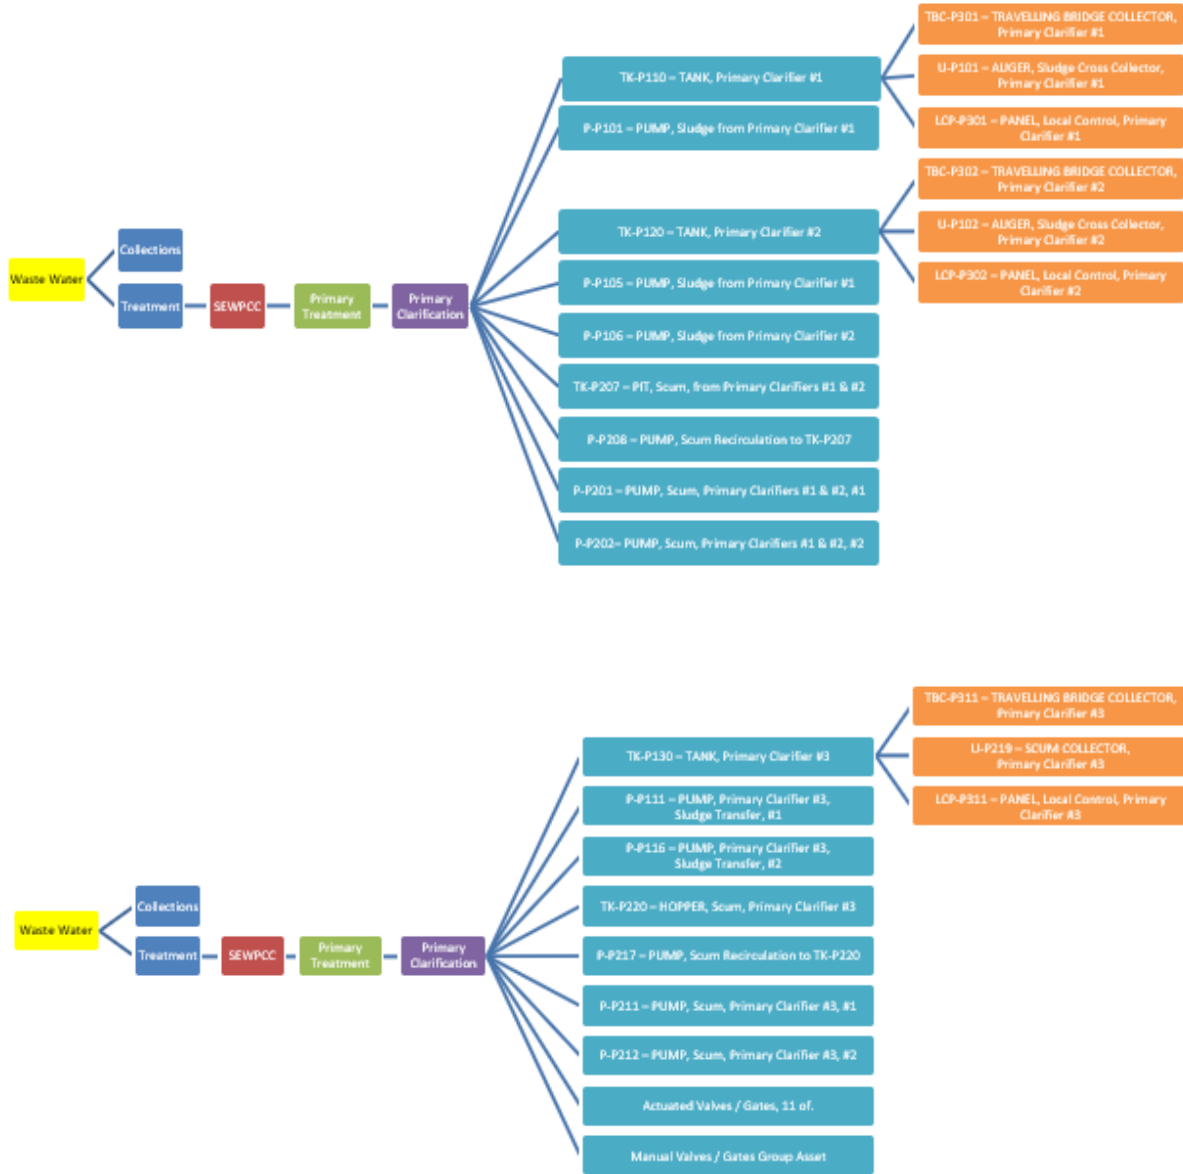 TBC-P301 – TRAVELLING BRIDGE COLLECTOR,
Primary Clarifier #1
TK-P110 – TANK, Primary Clarifier #1
U-P101 – AUGER, Sludge Cross Collector,
Primary Clarifier #1
P-P101 – PUMP, Sludge from Primary Clarifier #1
LCP-P301 – PANEL, Local Control, Primary
Clarifier #1
TBC-P302 – TRAVELLING BRIDGE COLLECTOR,
Primary Clarifier #2
TK-P120 – TANK, Primary Clarifier #2
U-P102 – AUGER, Sludge Cross Collector,
Primary Clarifier #2
Collections
Waste Water
P-P105 – PUMP, Sludge from Primary Clarifier #1
LCP-P302 – PANEL, Local Control, Primary
Clarifier #2
Treatment
SEWPCC
Primary
Treatment
Primary
Clarification
P-P106 – PUMP, Sludge from Primary Clarifier #2
TK-P207 – PIT, Scum, from Primary Clarifiers #1 & #2
P-P208 – PUMP, Scum Recirculation to TK-P207
P-P201 – PUMP, Scum, Primary Clarifiers #1 & #2, #1
P-P202– PUMP, Scum, Primary Clarifiers #1 & #2, #2
TBC-P311 – TRAVELLING BRIDGE COLLECTOR,
Primary Clarifier #3
TK-P130 – TANK, Primary Clarifier #3
U-P219 – SCUM COLLECTOR,
Primary Clarifier #3
P-P111 – PUMP, Primary Clarifier #3,
Sludge Transfer, #1
LCP-P311 – PANEL, Local Control, Primary
Clarifier #3
P-P116 – PUMP, Primary Clarifier #3,
Sludge Transfer, #2
Collections
TK-P220 – HOPPER, Scum, Primary Clarifier #3
Waste Water
Treatment
SEWPCC
Primary
Treatment
Primary
Clarification
P-P217 – PUMP, Scum Recirculation to TK-P220
P-P211 – PUMP, Scum, Primary Clarifier #3, #1
P-P212 – PUMP, Scum, Primary Clarifier #3, #2
Actuated Valves / Gates, 11 of.
Manual Valves / Gates Group Asset